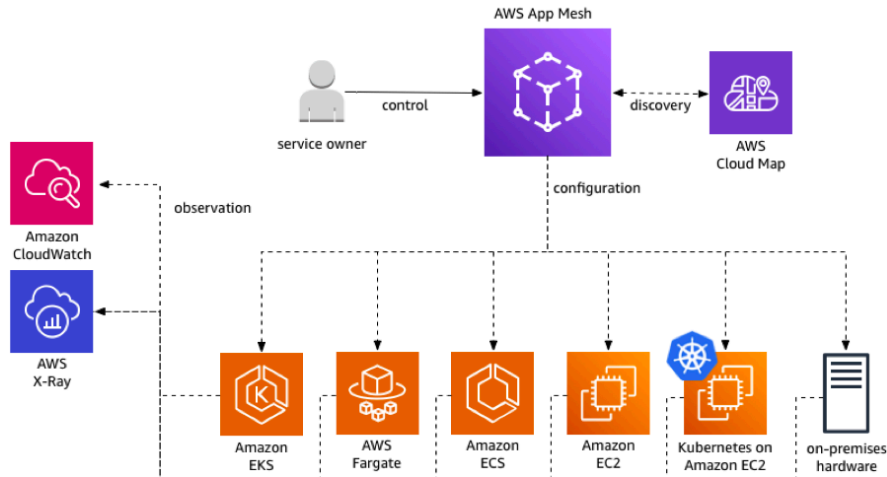 AWS App Mesh
control
discovery
service owner
AWS
Cloud Map
configuration
observation
Amazon
CloudWatch
AWS
X-Ray
K
Amazon
EKS
AWS
Fargate
Amazon
ECS
Amazon
EC2
Kubernetes on
Amazon EC2
on-premises
hardware